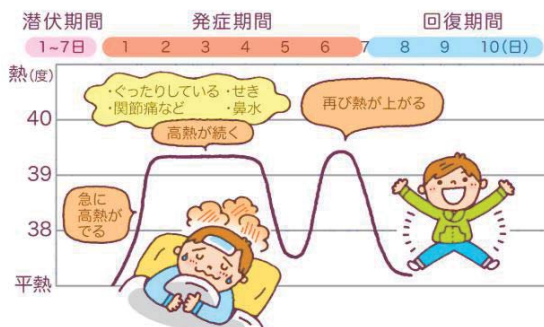 潜伏期間 発症期間 回復期間
1~7日 1 2 3 4 5 6 7 8 9 10(日)
熱(度)
・ぐったりしている ・せき
・関節痛など ・鼻水
40
再び熱が上がる
高熱が続く
39
急に
高熱が
でる
38
平熱